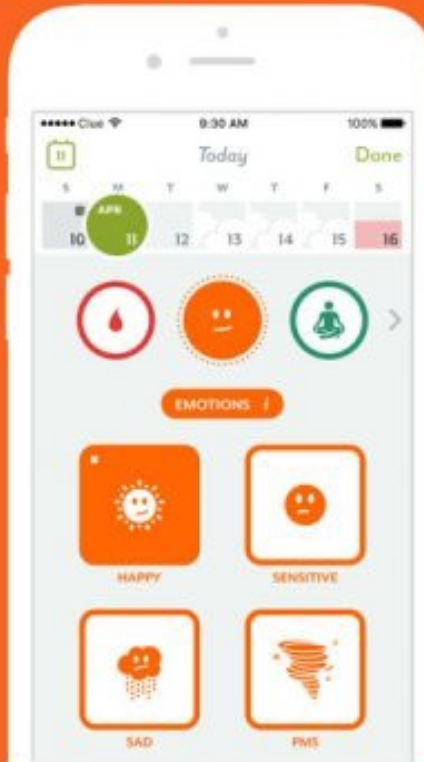 Clue 9:30 AM 100%
11 Today Done
S M T W T F S
APR
10 11 12 13 14 15 16
EMOTIONS i
HAPPY SENSITIVE
SAD PMS